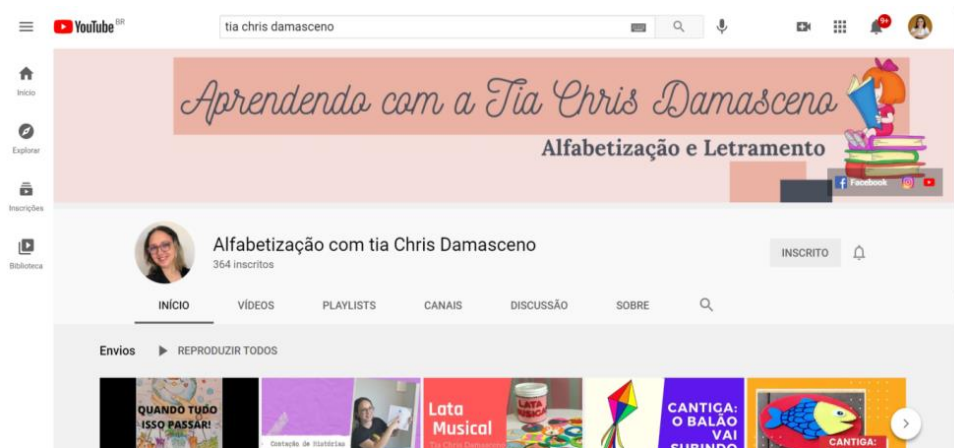 YouTube BR
tia chris damasceno
9+
Início
Explorar
Inscrições
Biblioteca
Aprendendo com a Tia Chris Damasceno
Alfabetização e Letramento
Facebook
Alfabetização com tia Chris Damasceno
364 inscritos
INSCRITO
INÍCIO VÍDEOS PLAYLISTS CANAIS DISCUSSÃO SOBRE
Envios REPRODUZIR TODOS
QUANDO TUDO
ISSO PASSAR!
Contação de Histórias
Lata
Musical
Tia Chris Damasceno
LATA
MUSICAL
CANTIGA:
O BALÃO
VAI
SUBINDO
CANTIGA: